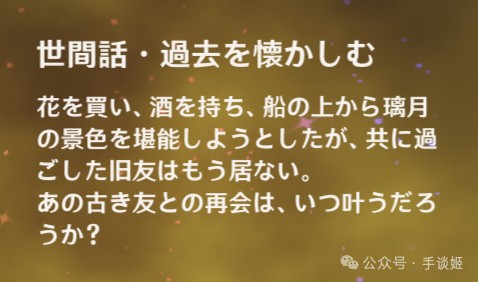 世間話・過去を懐かしむ
花を買い、酒を持ち、船の上から璃月
の景色を堪能しようとしたが、共に過
ごした旧友はもう居ない。
あの古き友との再会は、いつ叶うだろ
うか？
公众号・手谈姬